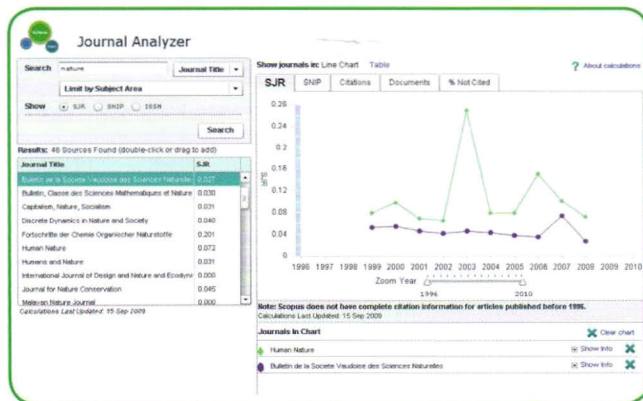 Journal Analyzer
Search nature Journal Title
Limit by Subject Area
Show SJR SNIP ISSN
Search
Results: 48 Sources Found (double-click or drag to add)
Journal Title SJR
Bulletin de la Societe Vaudoise des Sciences Naturelles 0.027
Bulletin, Classe des Sciences Mathematiques et Nature 0.030
Capitalism, Nature, Socialism 0.031
Discrete Dynamics in Nature and Society 0.040
Fortschritte der Chemie Organischer Naturstoffe 0.201
Human Nature 0.072
Humans and Nature 0.031
International Journal of Design and Nature and Ecodyna 0.000
Journal for Nature Conservation 0.045
Malayan Nature Journal 0.000
Calculations Last Updated: 15 Sep 2009
Show journals in: Line Chart Table
? About calculations
SJR SNIP Citations Documents % Not Cited
0.28
0.24
0.2
0.16
0.12
0.08
0.04
0
SJR
1996 1997 1998 1999 2000 2001 2002 2003 2004 2005 2006 2007 2008 2009 2010
Zoom Year
1996 2010
Note: Scopus does not have complete citation information for articles published before 1996.
Calculations Last Updated: 15 Sep 2009
Journals in Chart Clear chart
Human Nature Show Info
Bulletin de la Societe Vaudoise des Sciences Naturelles Show Info